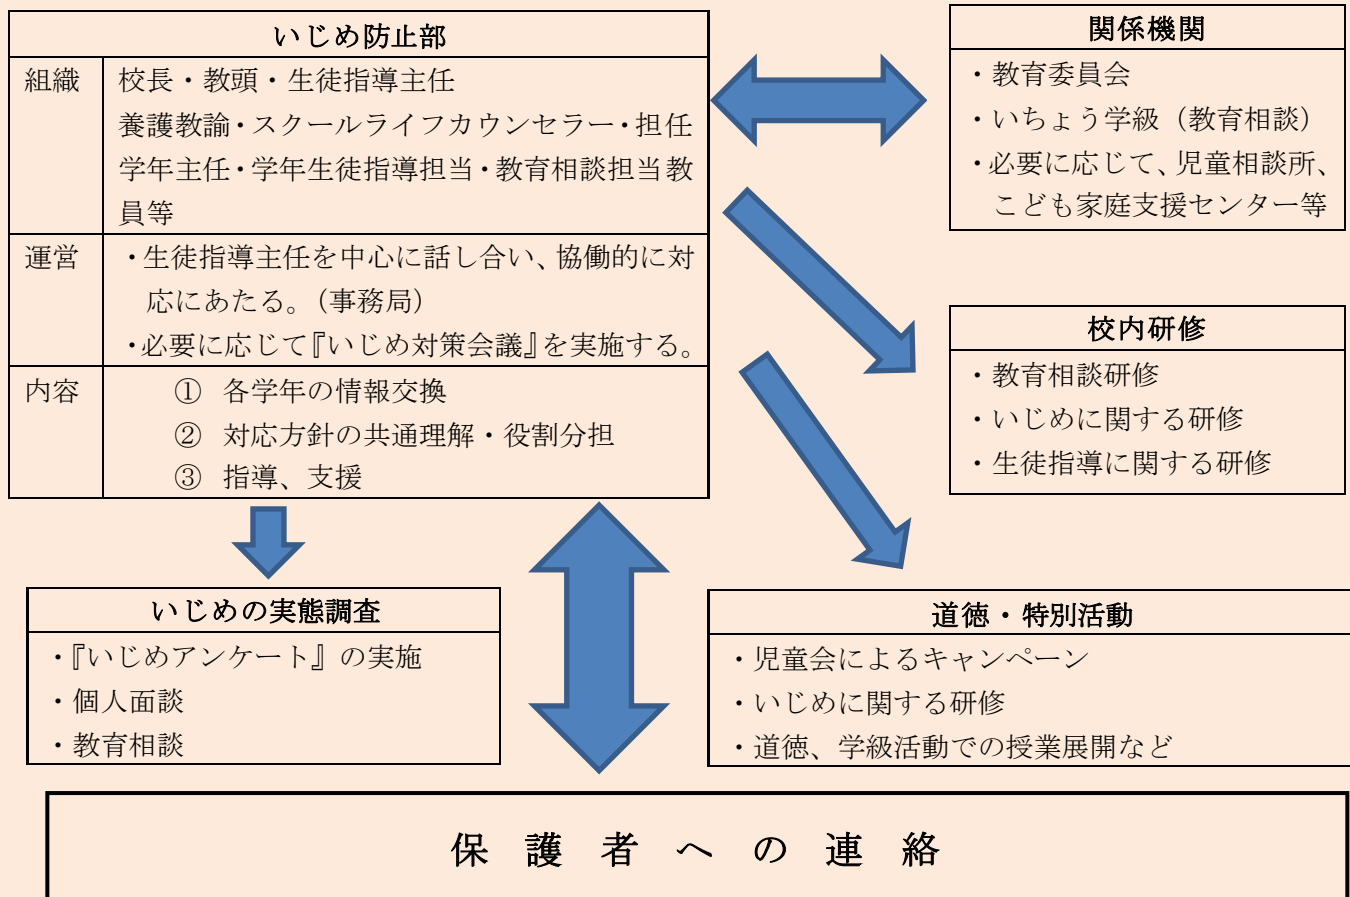 いじめ防止部
組織
校長・教頭・生徒指導主任
養護教諭・スクールライフカウンセラー・担任
学年主任・学年生徒指導担当・教育相談担当教
員等
運営
・生徒指導主任を中心に話し合い、協働的に対
応にあたる。（事務局）
・必要に応じて『いじめ対策会議』を実施する。
内容
① 各学年の情報交換
② 対応方針の共通理解・役割分担
③ 指導、支援
関係機関
・教育委員会
・いちょう学級（教育相談）
・必要に応じて、児童相談所、
こども家庭支援センター等
校内研修
・教育相談研修
・いじめに関する研修
・生徒指導に関する研修
いじめの実態調査
・『いじめアンケート』の実施
・個人面談
・教育相談
道徳・特別活動
・児童会によるキャンペーン
・いじめに関する研修
・道徳、学級活動での授業展開など
保護者への連絡